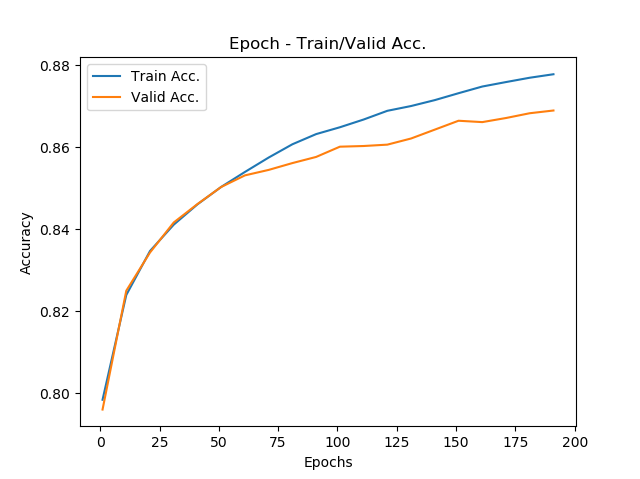 Epoch - Train/Valid Acc.
Train Acc.
Valid Acc.
0.88
0.86
0.84
0.82
0.80
Accuracy
0 25 50 75 100 125 150 175 200
Epochs